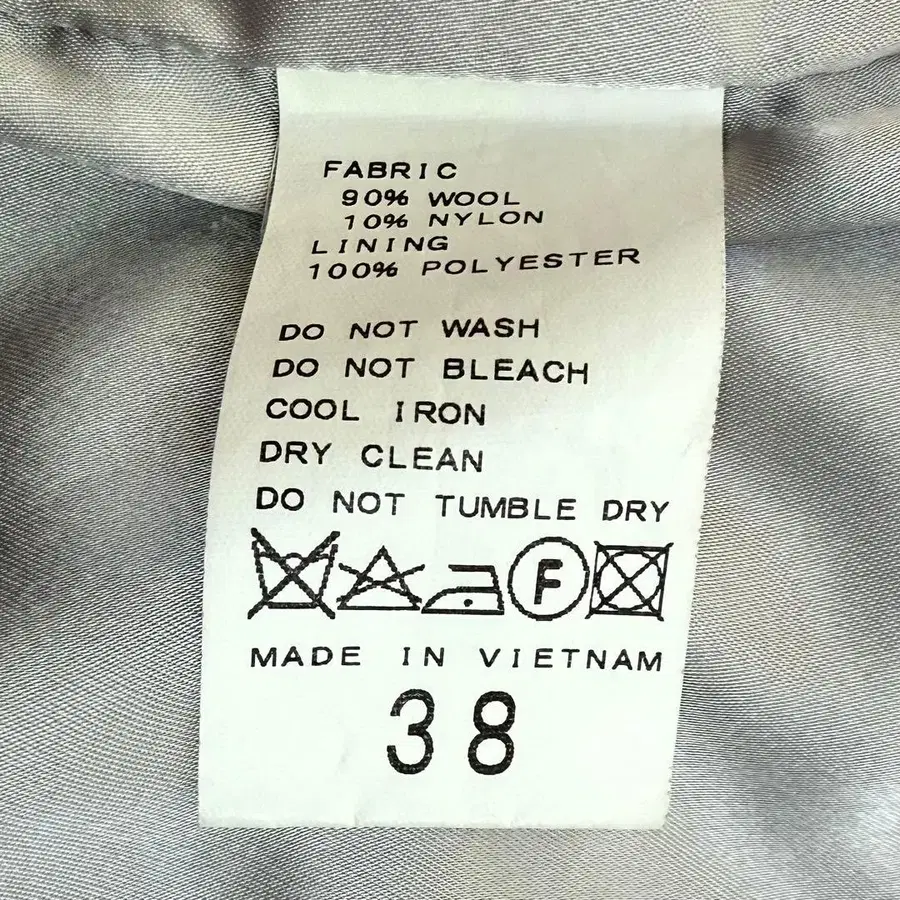 FABRIC
90% WOOL
10% NYLON
LINING
100% POLYESTER
DO NOT WASH
DO NOT BLEACH
COOL IRON
DRY CLEAN
DO NOT TUMBLE DRY
F
MADE IN VIETNAM
38